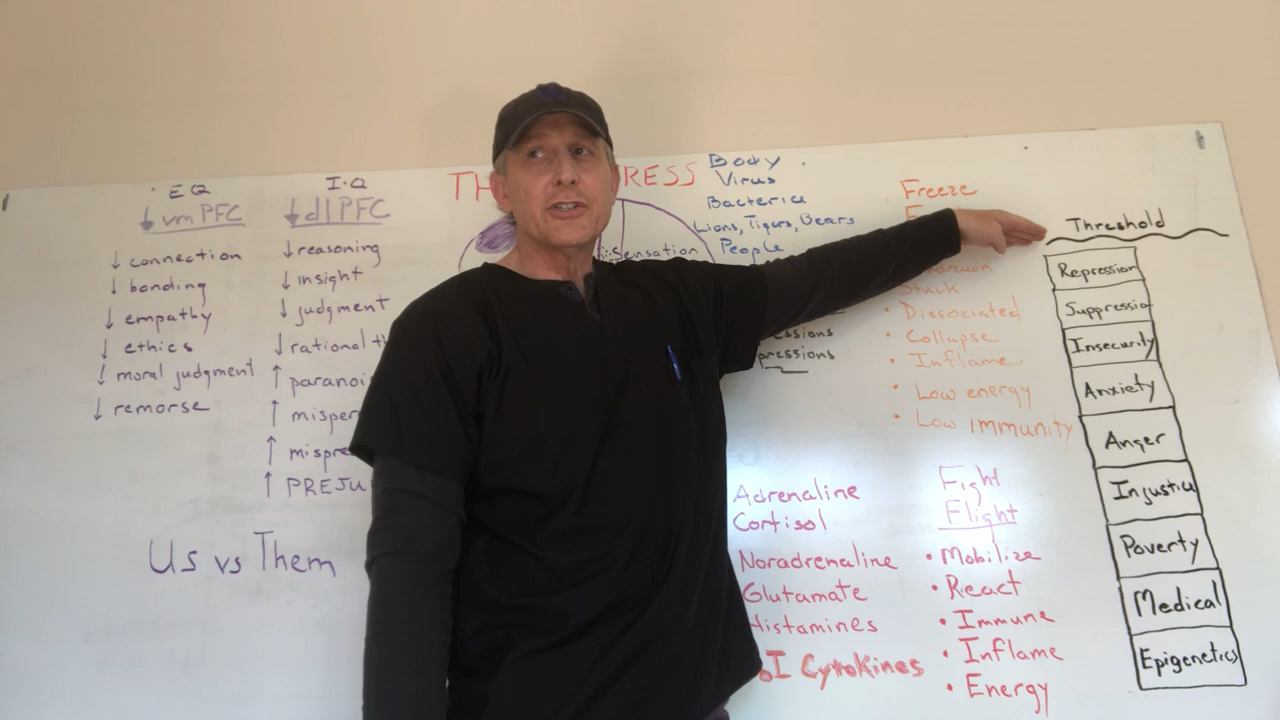 EQ
↓ vmPFC
↓ connection
↓ bonding
↓ empathy
↓ ethics
↓ moral judgment
↓ remorse
I.Q
↓ dlPFC
↓ reasoning
↓ insight
↓ judgment
↓ rational th
↑ paranoi
↑ misper
↑ mispre
↑ PREJU
Us vs Them
TH RESS
Sensation
Body
Virus
Bacteria
Lions, Tigers, Bears
People
essions
pressions
Freeze
Stuck
• Dissociated
• Collapse
• Inflame
• Low energy
• Low Immunity
Adrenaline
Cortisol
Noradrenaline
Glutamate
Histamines
I Cytokines
Fight
Flight
• Mobilize
• React
• Immune
• Inflame
• Energy
Threshold
Repression
Suppressio
Insecurity
Anxiety
Anger
Injustice
Poverty
Medical
Epigenetics